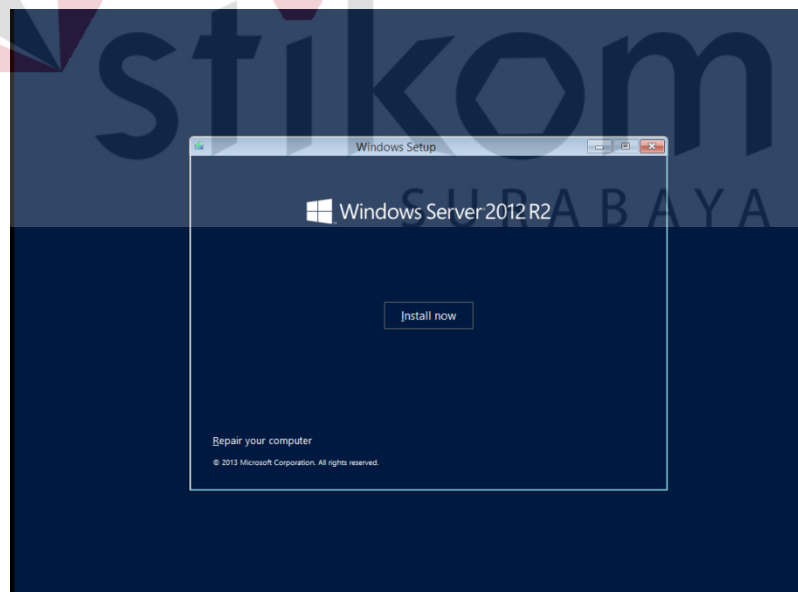 stikom
SURABAYA
Windows Setup
Windows Server 2012 R2
Install now
Repair your computer
© 2013 Microsoft Corporation. All rights reserved.